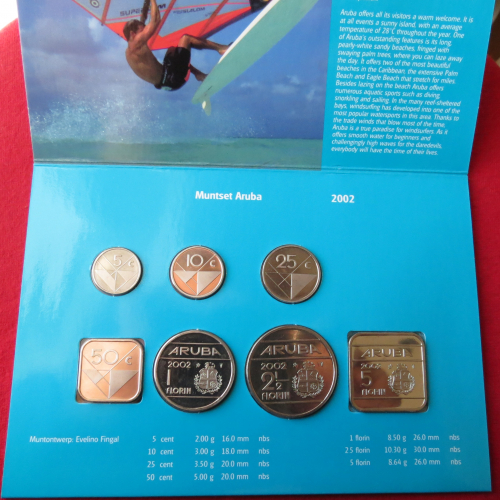 SUPER
Aruba offers all its visitors a warm welcome. It is
at all events a sunny island, with an average
temperature of 28°C throughout the year. One
of Aruba's outstanding features is its long,
pearly-white sandy beaches, fringed with
swaying palm trees, where you can laze away
the day. It offers two of the most beautiful
beaches in the Caribbean, the extensive Palm
Beach and Eagle Beach that stretch for miles.
Besides lazing on the beach Aruba offers
numerous aquatic sports such as diving,
snorkling and sailing. In the many reef-sheltered
bays, windsurfing has developed into one of the
most popular watersports in this area. Thanks to
the trade winds that blow most of the time,
Aruba is a true paradise for windsurfers. As it
offers smooth water for beginners and
challengingly high waves for the daredevils,
everybody will have the time of their lives.
Muntset Aruba 2002
5 c 10 c 25 c
50 c
ARUBA 2002 1 FLORIN
ARUBA 2002 2½ FLORIN
ARUBA 2002 5 FLORIN
Muntontwerp: Evelino Fingal
5 cent 2.00 g 16.0 mm nbs
10 cent 3.00 g 18.0 mm nbs
25 cent 3.50 g 20.0 mm nbs
50 cent 5.00 g 20.0 mm nbs
1 florin 8.50 g 26.0 mm nbs
25 florin 10.30 g 30.0 mm nbs
5 florin 8.64 g 26.0 mm nbs